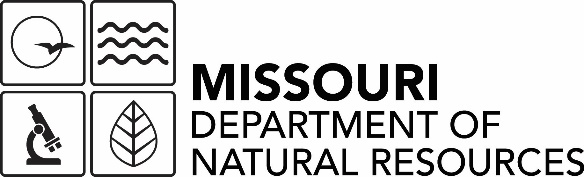 MISSOURI
DEPARTMENT OF
NATURAL RESOURCES